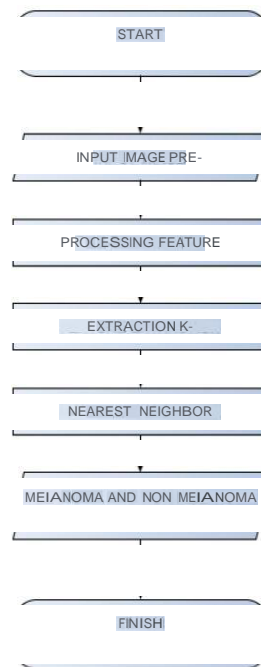 START
INPUT IMAGE PRE-
PROCESSING FEATURE
EXTRACTION K-
NEAREST NEIGHBOR
MEIANOMA AND NON MEIANOMA
FINISH